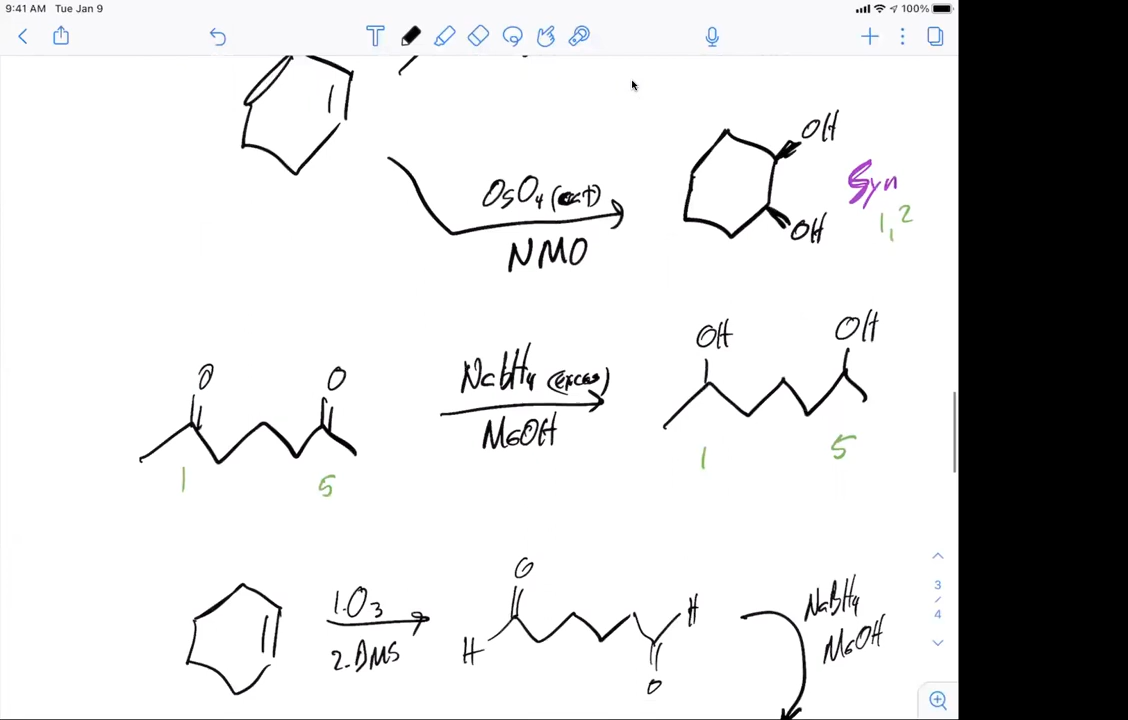 9:41 AM Tue Jan 9
100%
OH
OsO4 (cat)
NMO
OH
Syn
1,2
O
O
NabH4 (excess)
MeOH
OH
OH
1
5
1
5
1. O3
2. DMS
O
H
H
O
NaBH4
MeOH
3
/
4